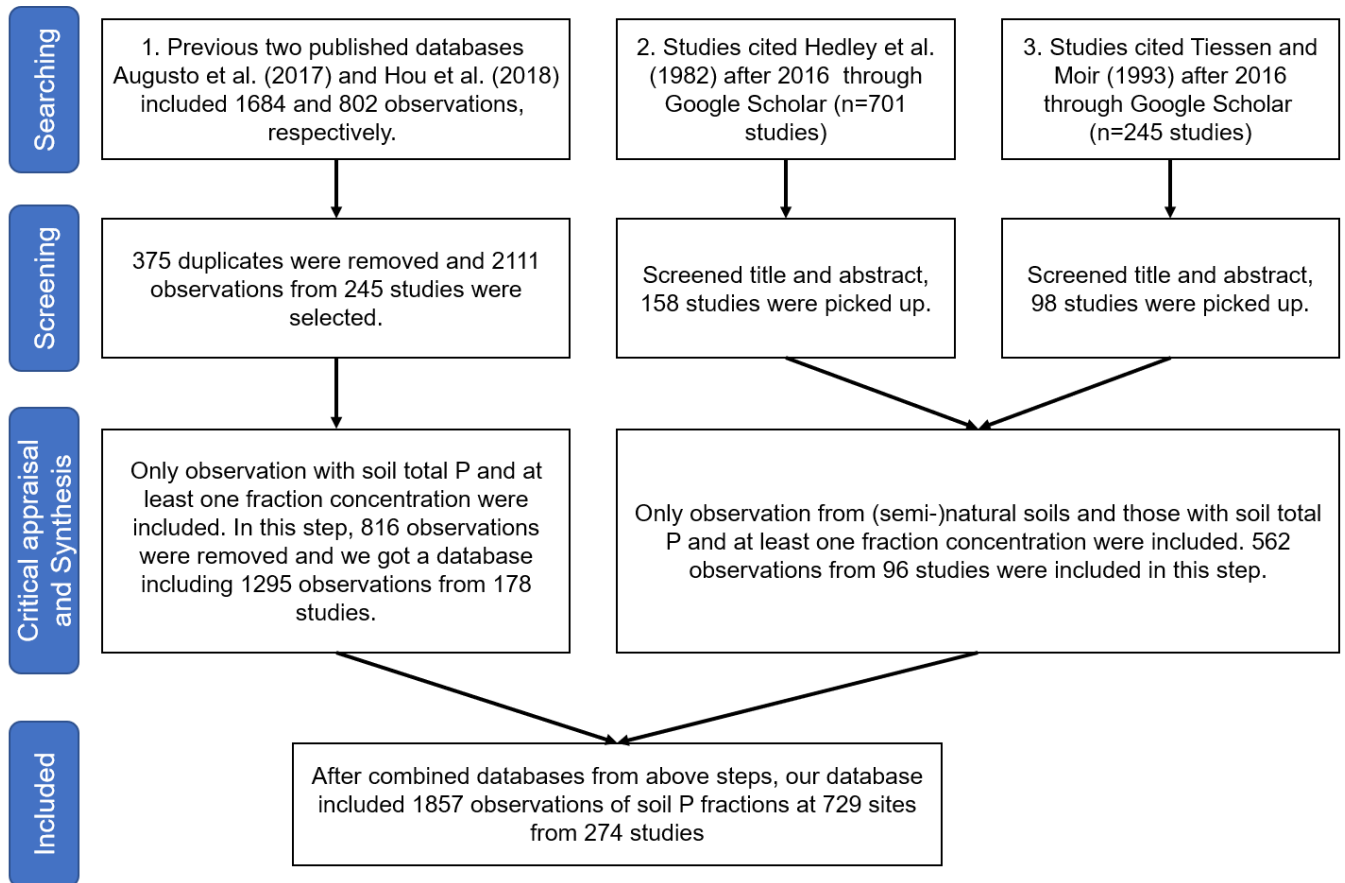 Searching
1. Previous two published databases
Augusto et al. (2017) and Hou et al. (2018)
included 1684 and 802 observations,
respectively.
2. Studies cited Hedley et al.
(1982) after 2016  through
Google Scholar (n=701
studies)
3. Studies cited Tiessen and
Moir (1993) after 2016
through Google Scholar
(n=245 studies)
Screening
375 duplicates were removed and 2111
observations from 245 studies were
selected.
Screened title and abstract,
158 studies were picked up.
Screened title and abstract,
98 studies were picked up.
Critical appraisal
and Synthesis
Only observation with soil total P and at
least one fraction concentration were
included. In this step, 816 observations
were removed and we got a database
including 1295 observations from 178
studies.
Only observation from (semi-)natural soils and those with soil total
P and at least one fraction concentration were included. 562
observations from 96 studies were included in this step.
Included
After combined databases from above steps, our database
included 1857 observations of soil P fractions at 729 sites
from 274 studies